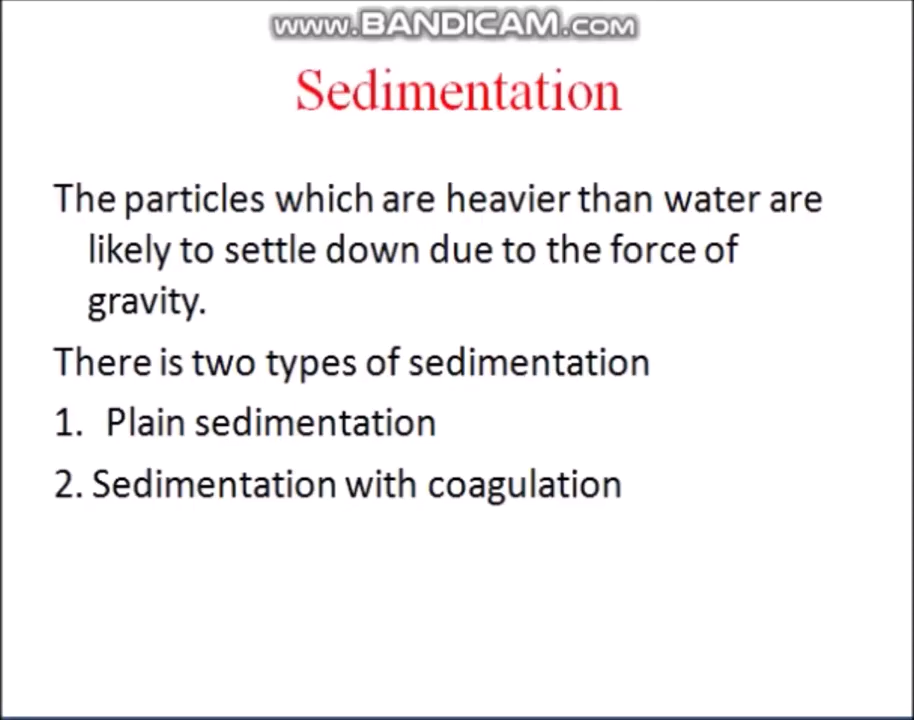 www.BANDICAM.com
Sedimentation
The particles which are heavier than water are
likely to settle down due to the force of
gravity.
There is two types of sedimentation
1. Plain sedimentation
2. Sedimentation with coagulation